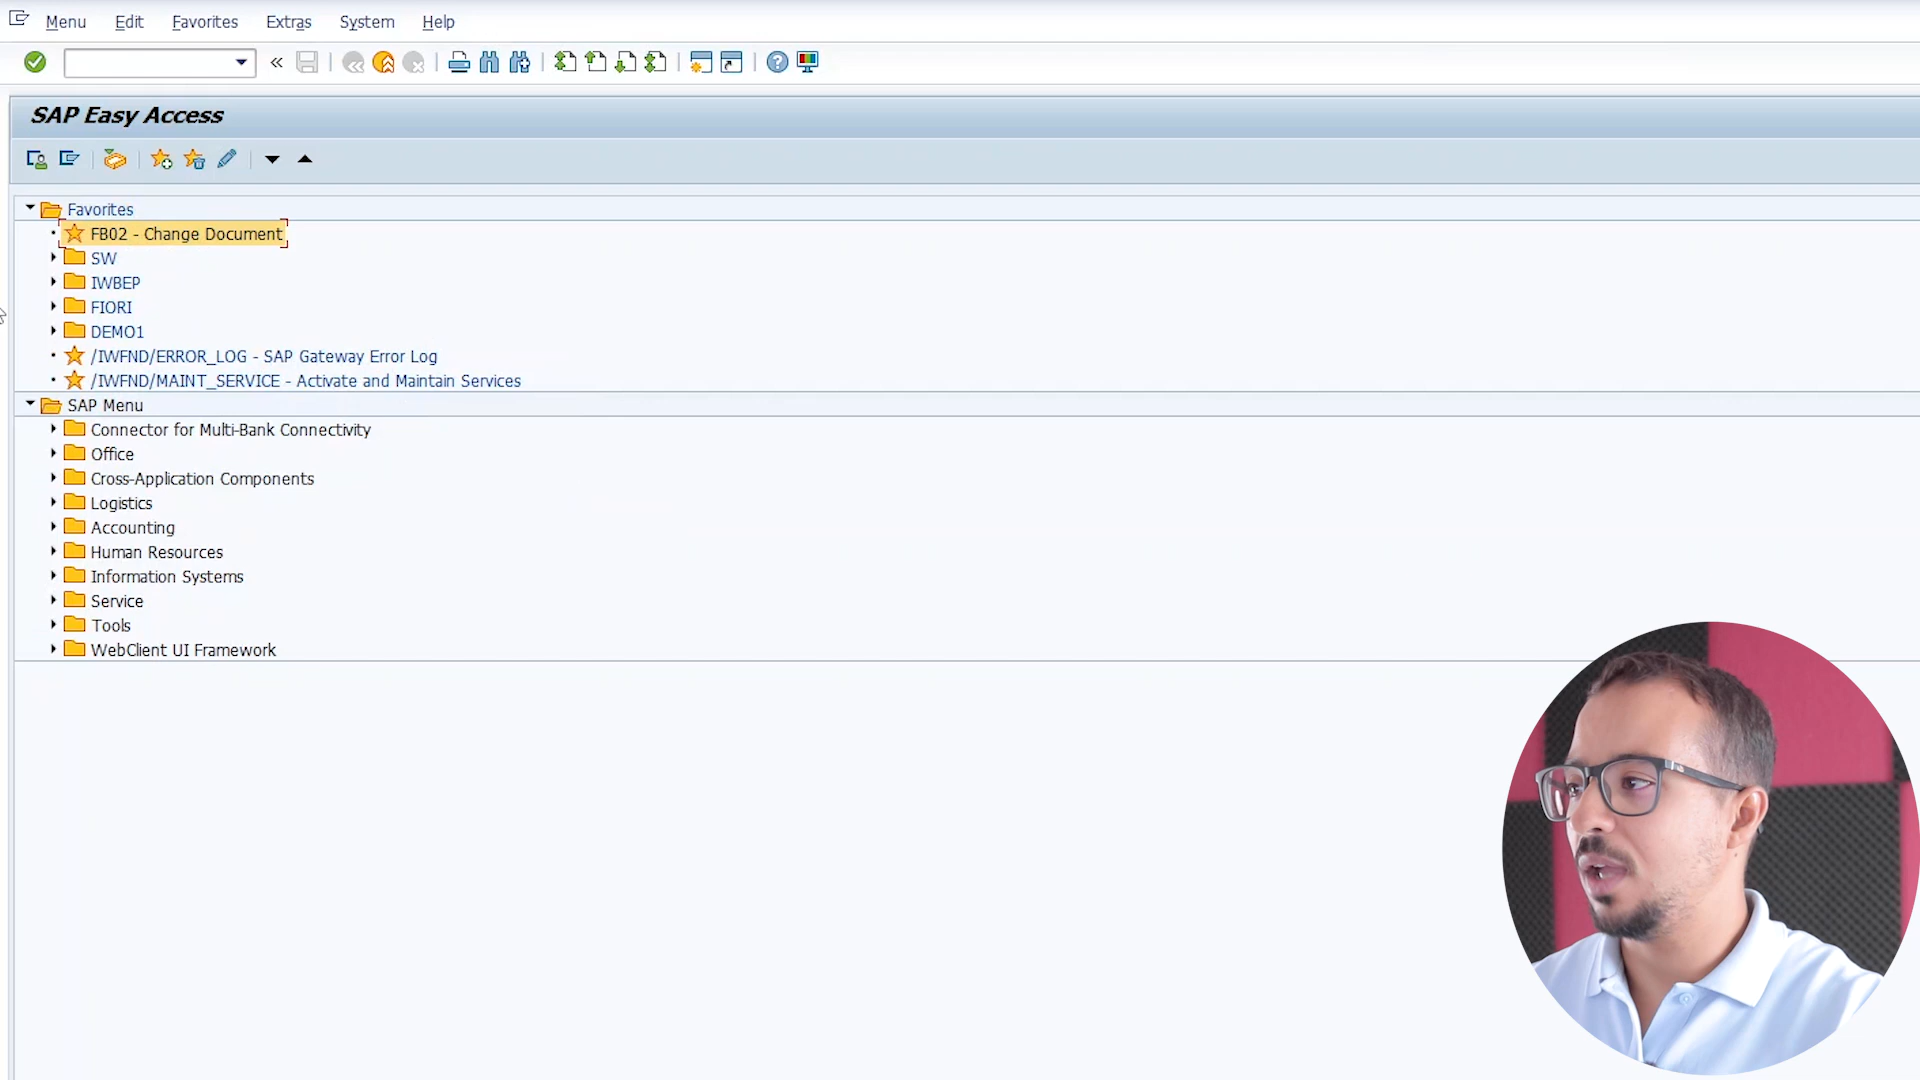 Menu Edit Favorites Extras System Help
SAP Easy Access
Favorites
FB02 - Change Document
SW
IWBEP
FIORI
DEMO1
/IWFND/ERROR_LOG - SAP Gateway Error Log
/IWFND/MAINT_SERVICE - Activate and Maintain Services
SAP Menu
Connector for Multi-Bank Connectivity
Office
Cross-Application Components
Logistics
Accounting
Human Resources
Information Systems
Service
Tools
WebClient UI Framework